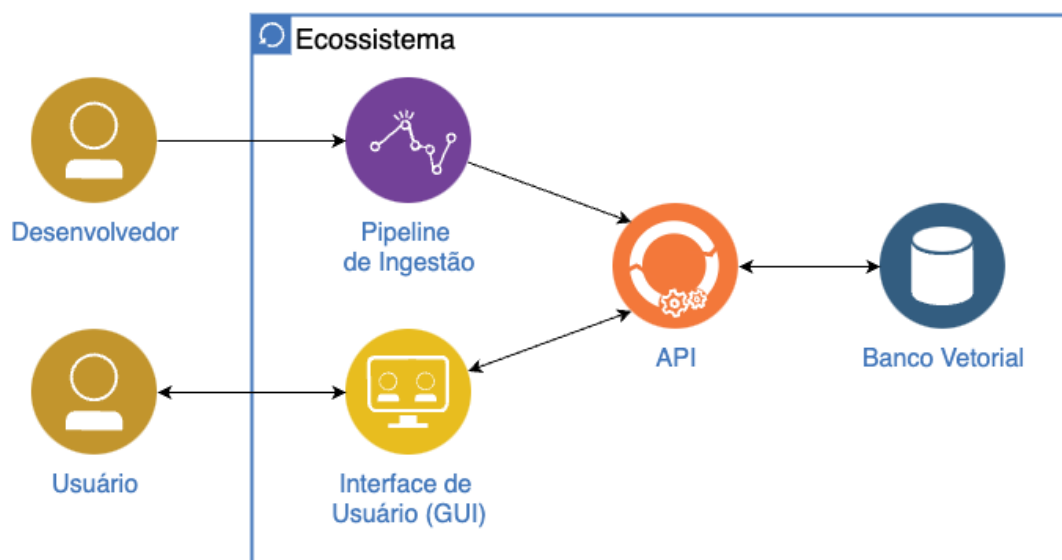 Ecossistema
Desenvolvedor
Pipeline
de Ingestão
API
Banco Vetorial
Usuário
Interface de
Usuário (GUI)